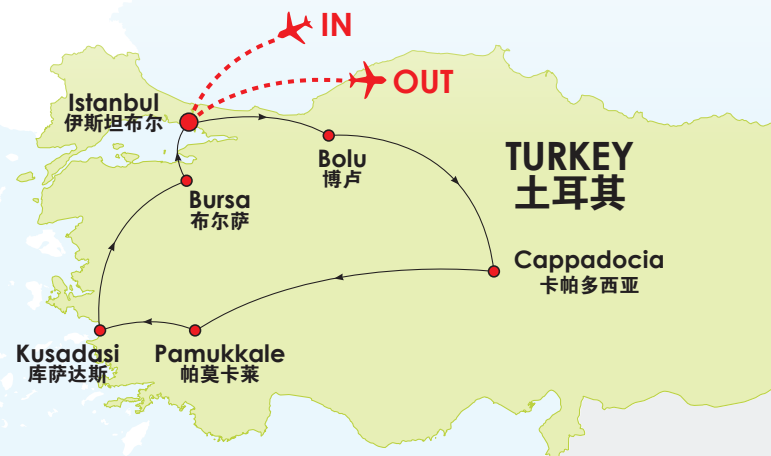 IN
OUT
Istanbul
伊斯坦布尔
Bolu
博卢
TURKEY
土耳其
Bursa
布尔萨
Cappadocia
卡帕多西亚
Kusadasi
库萨达斯
Pamukkale
帕莫卡莱